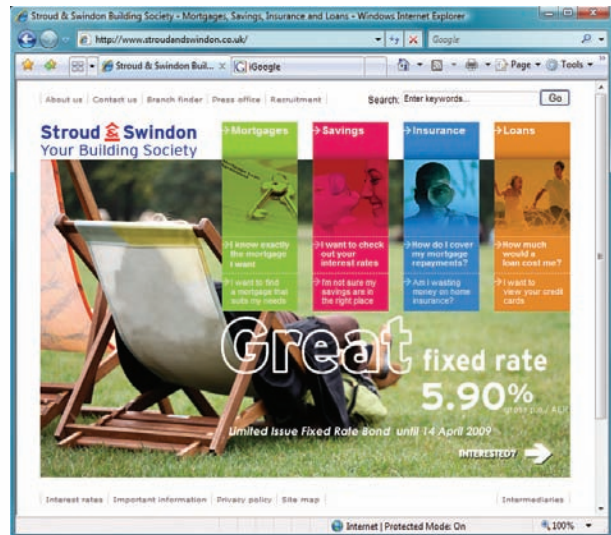 Stroud & Swindon Building Society - Mortgages, Savings, Insurance and Loans - Windows Internet Explorer
http://www.stroudandswindon.co.uk/
Google
Stroud & Swindon Buil...
iGoogle
Page
Tools
About us | Contact us | Branch finder | Press office | Recruitment
Search: Enter keywords... Go
Stroud & Swindon
Your Building Society
Mortgages
I know exactly
the mortgage
I want
I want to find
a mortgage that
suits my needs
Savings
I want to check
out your
interest rates
I'm not sure my
savings are in
the right place
Insurance
How do I cover
my mortgage
repayments?
Am I wasting
money on home
insurance?
Loans
How much
would a
loan cost me?
I want to
view your credit
cards
Great fixed rate
5.90%
gross p.a./ AER
Limited Issue Fixed Rate Bond until 14 April 2009
INTERESTED?
Interest rates | Important information | Privacy policy | Site map
Intermediaries
Internet | Protected Mode: On
100%